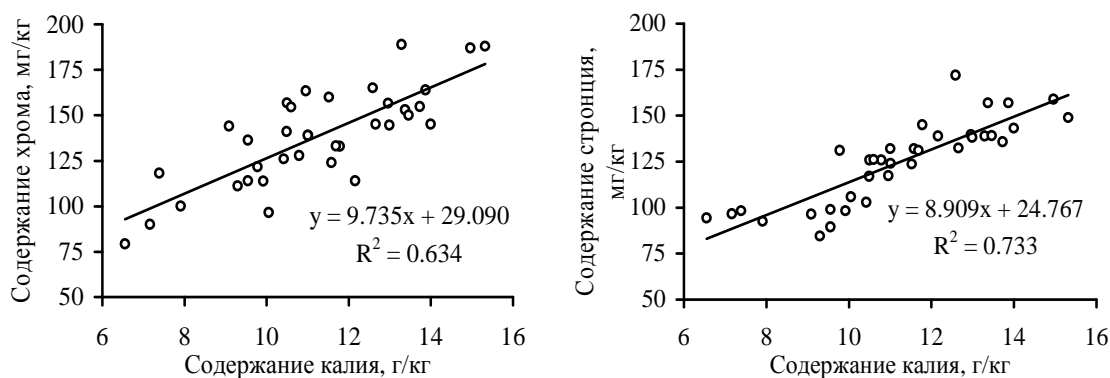 Содержание хрома, мг/кг
200
175
150
125
100
75
50
y = 9.735x + 29.090
R² = 0.634
6 8 10 12 14 16
Содержание калия, г/кг
Содержание стронция,
мг/кг
200
175
150
125
100
75
50
y = 8.909x + 24.767
R² = 0.733
6 8 10 12 14 16
Содержание калия, г/кг